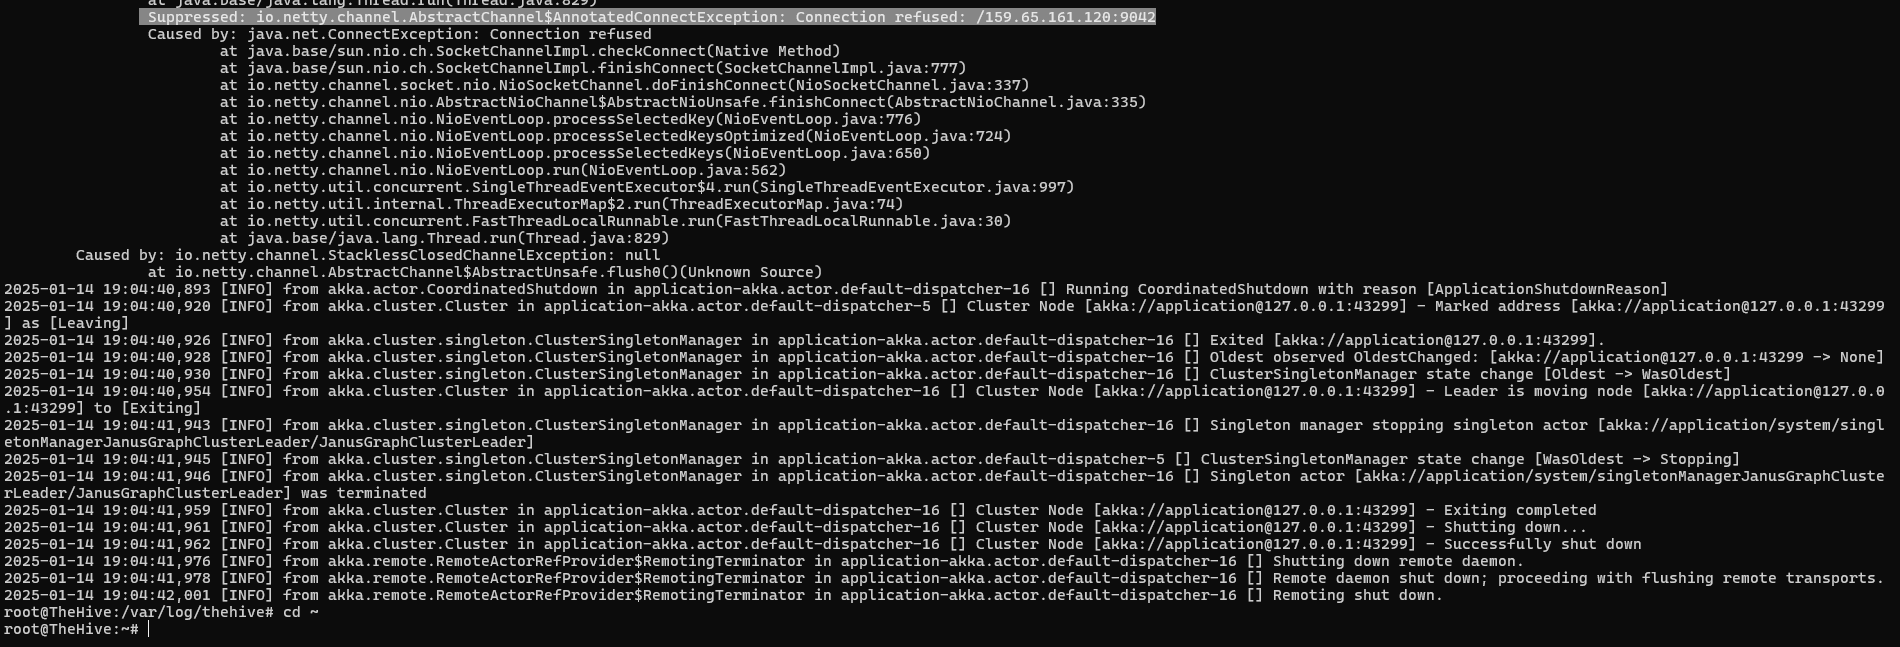 at java.base/java.lang.Thread.run(Thread.java:829)
Suppressed: io.netty.channel.AbstractChannel$AnnotatedConnectException: Connection refused: /159.65.161.120:9042
Caused by: java.net.ConnectException: Connection refused
at java.base/sun.nio.ch.SocketChannelImpl.checkConnect(Native Method)
at java.base/sun.nio.ch.SocketChannelImpl.finishConnect(SocketChannelImpl.java:777)
at io.netty.channel.socket.nio.NioSocketChannel.doFinishConnect(NioSocketChannel.java:337)
at io.netty.channel.nio.AbstractNioChannel$AbstractNioUnsafe.finishConnect(AbstractNioChannel.java:335)
at io.netty.channel.nio.NioEventLoop.processSelectedKey(NioEventLoop.java:776)
at io.netty.channel.nio.NioEventLoop.processSelectedKeysOptimized(NioEventLoop.java:724)
at io.netty.channel.nio.NioEventLoop.processSelectedKeys(NioEventLoop.java:650)
at io.netty.channel.nio.NioEventLoop.run(NioEventLoop.java:562)
at io.netty.util.concurrent.SingleThreadEventExecutor$4.run(SingleThreadEventExecutor.java:997)
at io.netty.util.internal.ThreadExecutorMap$2.run(ThreadExecutorMap.java:74)
at io.netty.util.concurrent.FastThreadLocalRunnable.run(FastThreadLocalRunnable.java:30)
at java.base/java.lang.Thread.run(Thread.java:829)
Caused by: io.netty.channel.StacklessClosedChannelException: null
at io.netty.channel.AbstractChannel$AbstractUnsafe.flush0()(Unknown Source)
2025-01-14 19:04:40,893 [INFO] from akka.actor.CoordinatedShutdown in application-akka.actor.default-dispatcher-16 [] Running CoordinatedShutdown with reason [ApplicationShutdownReason]
2025-01-14 19:04:40,920 [INFO] from akka.cluster.Cluster in application-akka.actor.default-dispatcher-5 [] Cluster Node [akka://application@127.0.0.1:43299] - Marked address [akka://application@127.0.0.1:43299
] as [Leaving]
2025-01-14 19:04:40,926 [INFO] from akka.cluster.singleton.ClusterSingletonManager in application-akka.actor.default-dispatcher-16 [] Exited [akka://application@127.0.0.1:43299].
2025-01-14 19:04:40,928 [INFO] from akka.cluster.singleton.ClusterSingletonManager in application-akka.actor.default-dispatcher-16 [] Oldest observed OldestChanged: [akka://application@127.0.0.1:43299 -> None]
2025-01-14 19:04:40,930 [INFO] from akka.cluster.singleton.ClusterSingletonManager in application-akka.actor.default-dispatcher-16 [] ClusterSingletonManager state change [Oldest -> WasOldest]
2025-01-14 19:04:40,954 [INFO] from akka.cluster.Cluster in application-akka.actor.default-dispatcher-16 [] Cluster Node [akka://application@127.0.0.1:43299] - Leader is moving node [akka://application@127.0.0
.1:43299] to [Exiting]
2025-01-14 19:04:41,943 [INFO] from akka.cluster.singleton.ClusterSingletonManager in application-akka.actor.default-dispatcher-16 [] Singleton manager stopping singleton actor [akka://application/system/singl
etonManagerJanusGraphClusterLeader/JanusGraphClusterLeader]
2025-01-14 19:04:41,945 [INFO] from akka.cluster.singleton.ClusterSingletonManager in application-akka.actor.default-dispatcher-5 [] ClusterSingletonManager state change [WasOldest -> Stopping]
2025-01-14 19:04:41,946 [INFO] from akka.cluster.singleton.ClusterSingletonManager in application-akka.actor.default-dispatcher-16 [] Singleton actor [akka://application/system/singletonManagerJanusGraphCluste
rLeader/JanusGraphClusterLeader] was terminated
2025-01-14 19:04:41,959 [INFO] from akka.cluster.Cluster in application-akka.actor.default-dispatcher-16 [] Cluster Node [akka://application@127.0.0.1:43299] - Exiting completed
2025-01-14 19:04:41,961 [INFO] from akka.cluster.Cluster in application-akka.actor.default-dispatcher-16 [] Cluster Node [akka://application@127.0.0.1:43299] - Shutting down...
2025-01-14 19:04:41,962 [INFO] from akka.cluster.Cluster in application-akka.actor.default-dispatcher-16 [] Cluster Node [akka://application@127.0.0.1:43299] - Successfully shut down
2025-01-14 19:04:41,976 [INFO] from akka.remote.RemoteActorRefProvider$RemotingTerminator in application-akka.actor.default-dispatcher-16 [] Shutting down remote daemon.
2025-01-14 19:04:41,978 [INFO] from akka.remote.RemoteActorRefProvider$RemotingTerminator in application-akka.actor.default-dispatcher-16 [] Remote daemon shut down; proceeding with flushing remote transports.
2025-01-14 19:04:42,001 [INFO] from akka.remote.RemoteActorRefProvider$RemotingTerminator in application-akka.actor.default-dispatcher-16 [] Remoting shut down.
root@TheHive:/var/log/thehive# cd ~
root@TheHive:~#